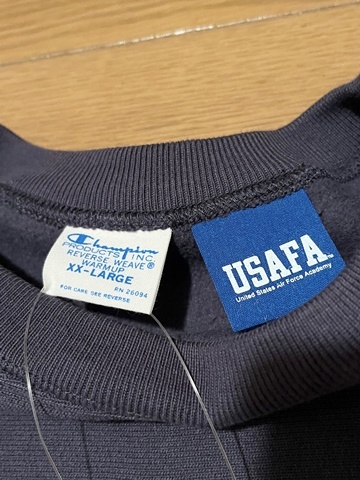 Champion
PRODUCTS INC.
REVERSE WEAVE®
WARMUP
XX-LARGE
FOR CARE SEE REVERSE
RN 26094
USAFA™
United States Air Force Academy